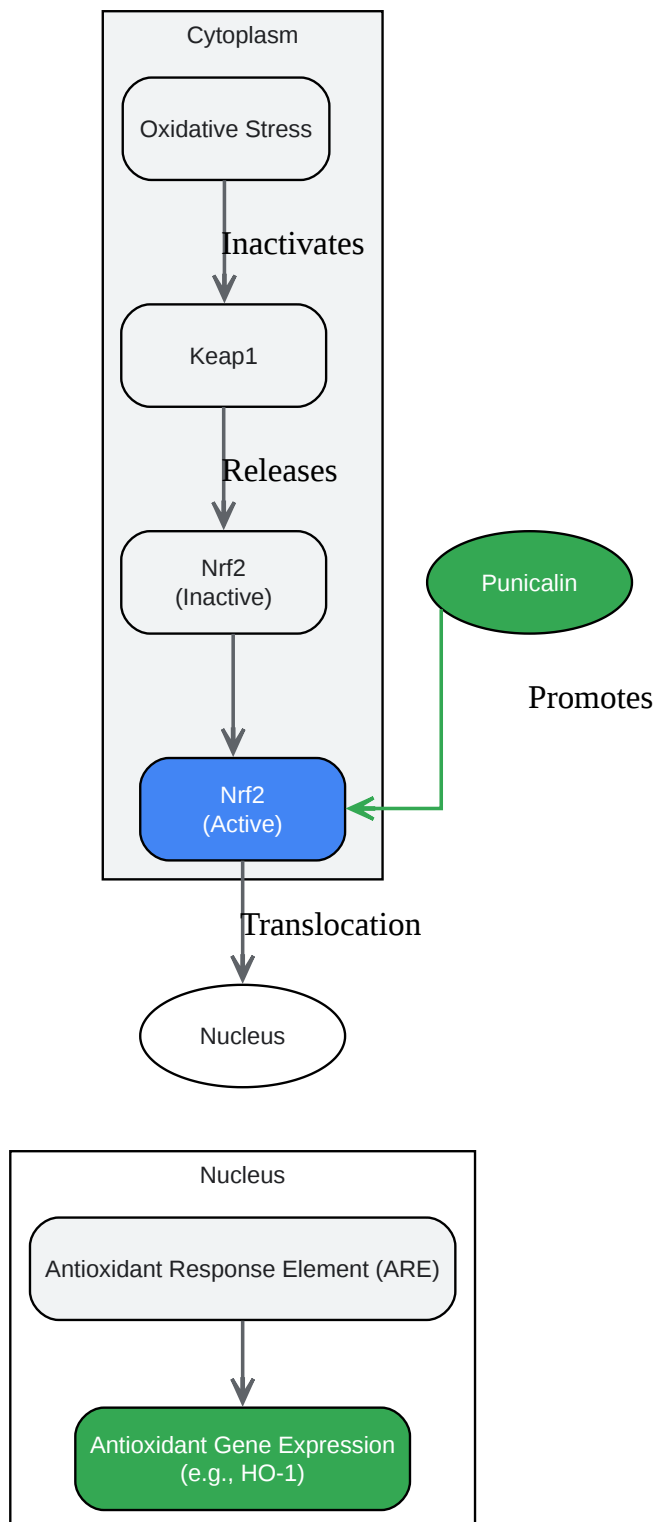 Cytoplasm
Oxidative Stress
Inactivates
Keap1
Releases
Nrf2
(Inactive)
Punicalin
Promotes
Nrf2
(Active)
Translocation
Nucleus
Nucleus
Antioxidant Response Element (ARE)
Antioxidant Gene Expression
(e.g., HO-1)